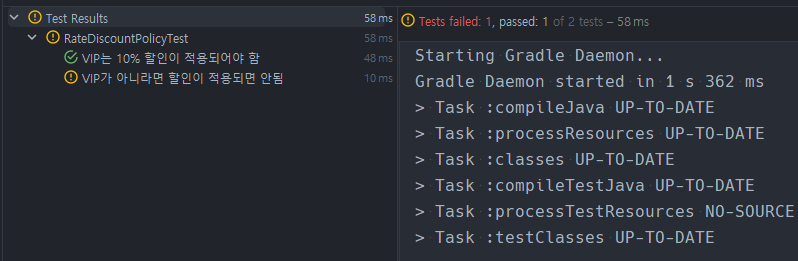 Test Results 58 ms
RateDiscountPolicyTest 58 ms
VIP는 10% 할인이 적용되어야 함 48 ms
VIP가 아니라면 할인이 적용되면 안됨 10 ms
Tests failed: 1, passed: 1 of 2 tests – 58 ms
Starting Gradle Daemon...
Gradle Daemon started in 1 s 362 ms
> Task :compileJava UP-TO-DATE
> Task :processResources UP-TO-DATE
> Task :classes UP-TO-DATE
> Task :compileTestJava UP-TO-DATE
> Task :processTestResources NO-SOURCE
> Task :testClasses UP-TO-DATE